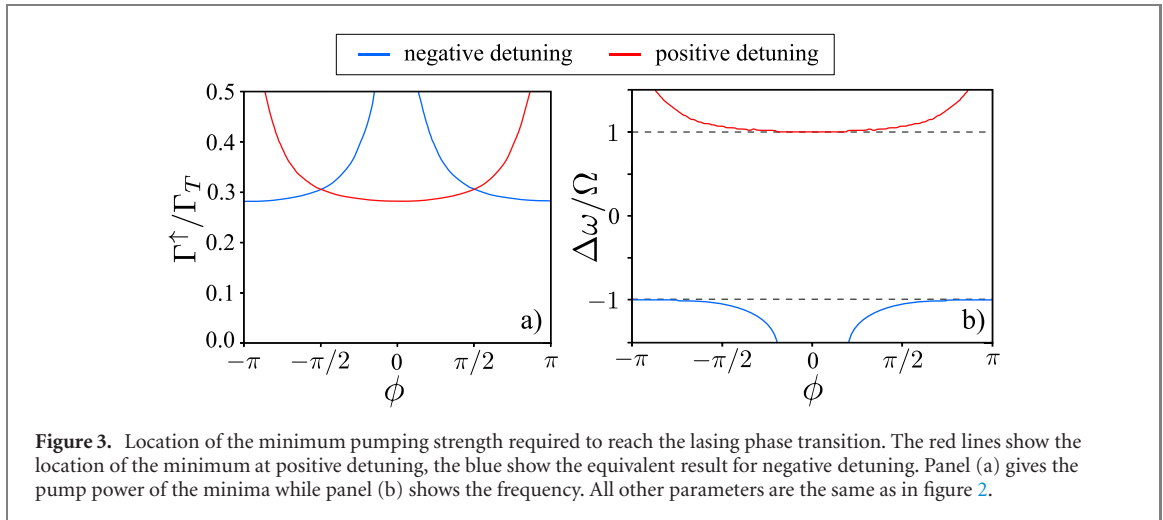 negative detuning positive detuning
0.5
0.4
0.3
0.2
0.1
0.0
Γ↑/Γ_T
−π −π/2 0 π/2 π
ϕ
a)
1
0
−1
Δω/Ω
−π −π/2 0 π/2 π
ϕ
b)
Figure 3. Location of the minimum pumping strength required to reach the lasing phase transition. The red lines show the
location of the minimum at positive detuning, the blue show the equivalent result for negative detuning. Panel (a) gives the
pump power of the minima while panel (b) shows the frequency. All other parameters are the same as in figure 2.